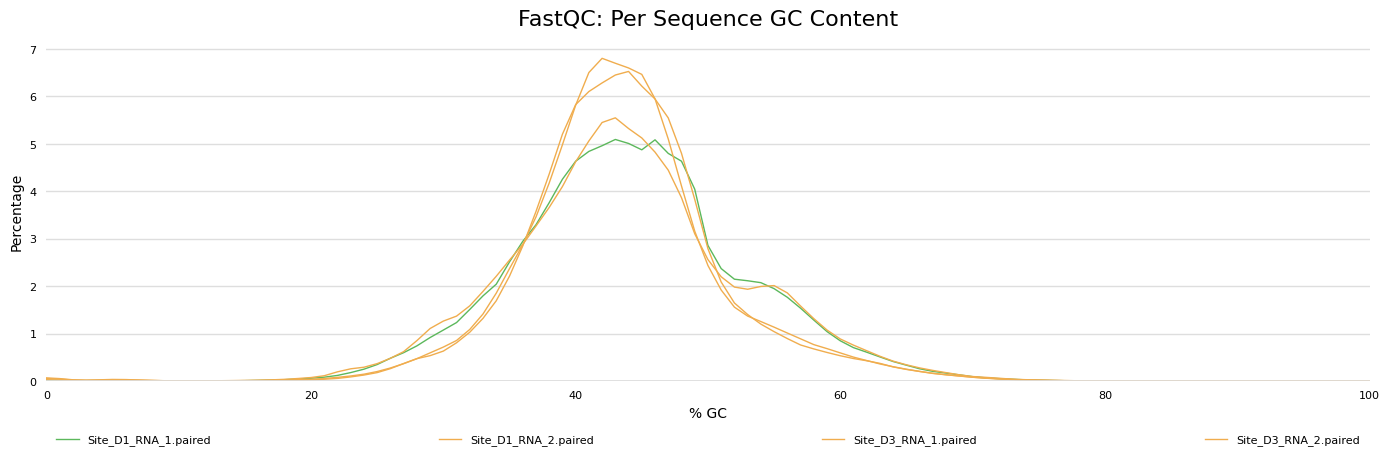 FastQC: Per Sequence GC Content
Percentage
7
6
5
4
3
2
1
0
0 20 40 60 80 100
% GC
Site_D1_RNA_1.paired Site_D1_RNA_2.paired Site_D3_RNA_1.paired Site_D3_RNA_2.paired